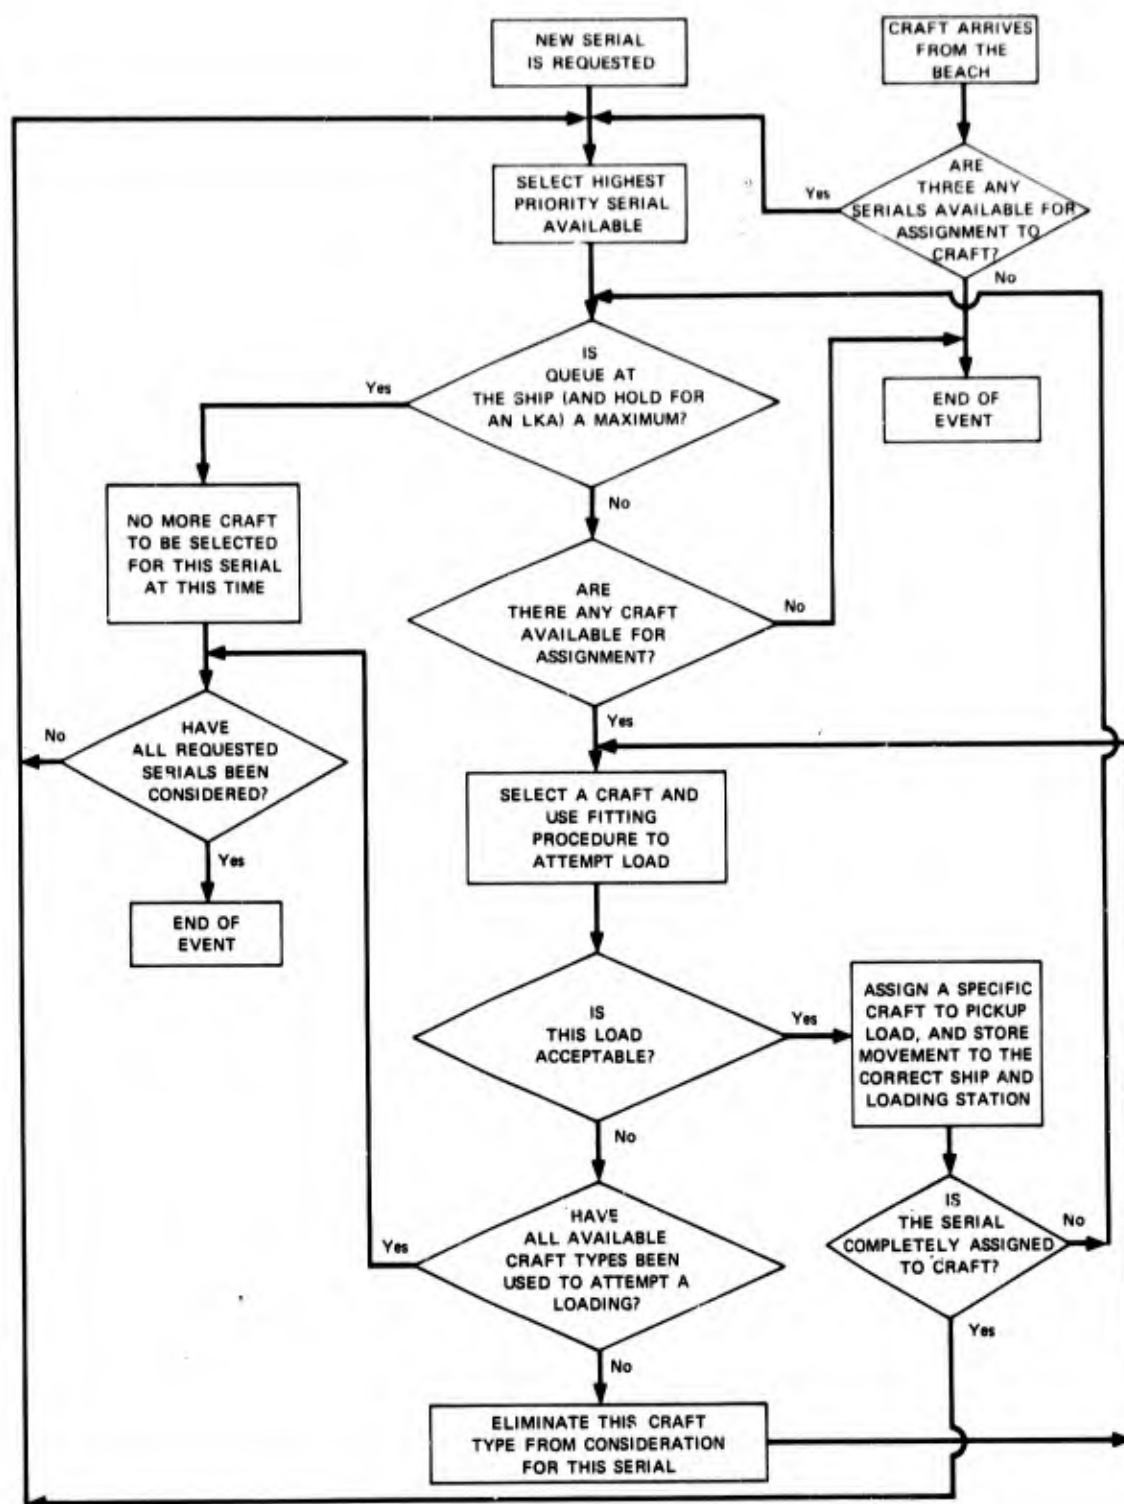 NEW SERIAL
IS REQUESTED
CRAFT ARRIVES
FROM THE
BEACH
SELECT HIGHEST
PRIORITY SERIAL
AVAILABLE
Yes
ARE
THREE ANY
SERIALS AVAILABLE FOR
ASSIGNMENT TO
CRAFT?
No
Yes
IS
QUEUE AT
THE SHIP (AND HOLD FOR
AN LKA) A MAXIMUM?
No
END OF
EVENT
NO MORE CRAFT
TO BE SELECTED
FOR THIS SERIAL
AT THIS TIME
ARE
THERE ANY CRAFT
AVAILABLE FOR
ASSIGNMENT?
No
Yes
No
HAVE
ALL REQUESTED
SERIALS BEEN
CONSIDERED?
Yes
END OF
EVENT
SELECT A CRAFT AND
USE FITTING
PROCEDURE TO
ATTEMPT LOAD
IS
THIS LOAD
ACCEPTABLE?
Yes
No
ASSIGN A SPECIFIC
CRAFT TO PICKUP
LOAD, AND STORE
MOVEMENT TO THE
CORRECT SHIP AND
LOADING STATION
Yes
HAVE
ALL AVAILABLE
CRAFT TYPES BEEN
USED TO ATTEMPT A
LOADING?
No
IS
THE SERIAL
COMPLETELY ASSIGNED
TO CRAFT?
No
Yes
ELIMINATE THIS CRAFT
TYPE FROM CONSIDERATION
FOR THIS SERIAL